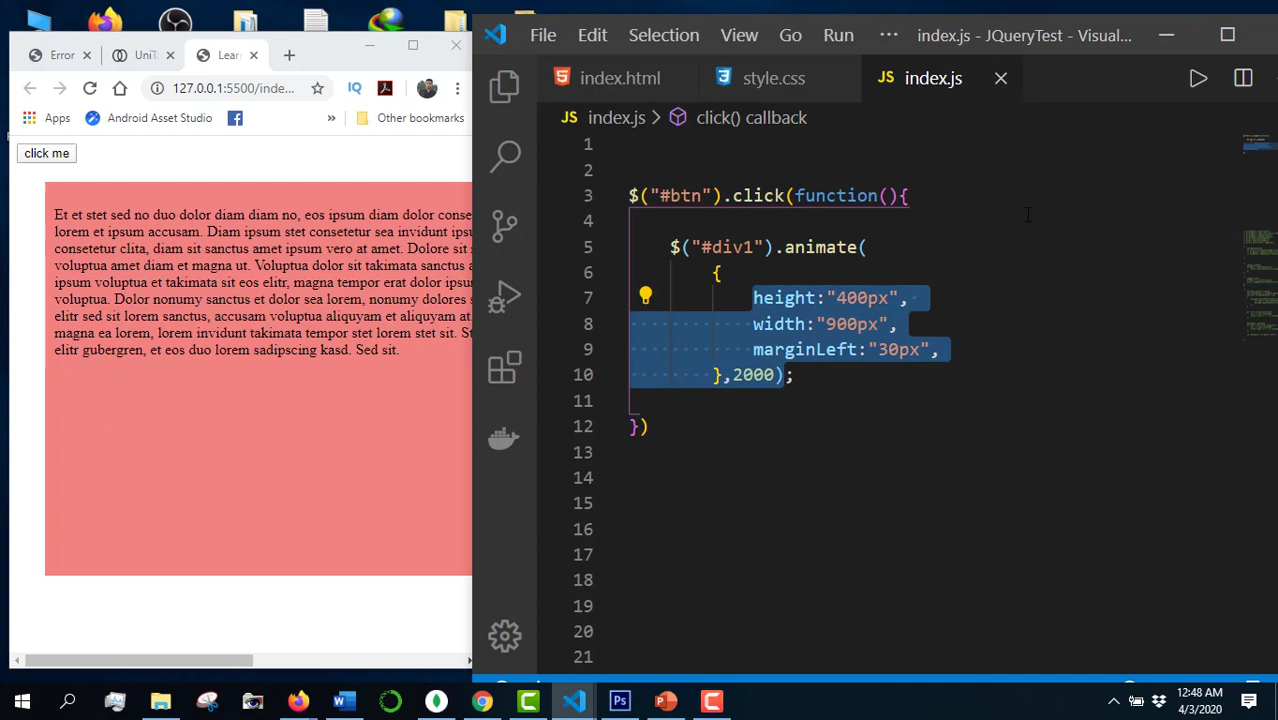 Error
UniTa
Learn
127.0.0.1:5500/inde...
Apps
Android Asset Studio
»
Other bookmarks
click me
Et et stet sed no duo dolor diam diam no, eos ipsum diam dolor conse
lorem et ipsum accusam. Diam ipsum stet consetetur sea invidunt ips
consetetur clita, diam sit sanctus amet ipsum vero at amet. Dolore sit
voluptua amet diam et magna ut. Voluptua dolor sit takimata sanctus a
ipsum voluptua et takimata sit eos elitr, magna tempor erat dolor ipsur
voluptua. Dolor nonumy sanctus et dolor sea lorem, nonumy dolores
elitr sed sit lorem sanctus, accusam voluptua aliquyam et aliquyam at
magna ea lorem, lorem invidunt takimata tempor stet lorem stet sit. E
elitr gubergren, et eos duo lorem sadipscing kasd. Sed sit.
File Edit Selection View Go Run ··· index.js - JQueryTest - Visual...
index.html
style.css
JS index.js
JS index.js > click() callback
1
2
3 $("#btn").click(function(){
4
5 $("#div1").animate(
6 {
7 height:"400px",
8 width:"900px",
9 marginLeft:"30px",
10 },2000);
11
12 })
13
14
15
16
17
18
19
20
21
12:48 AM
4/3/2020